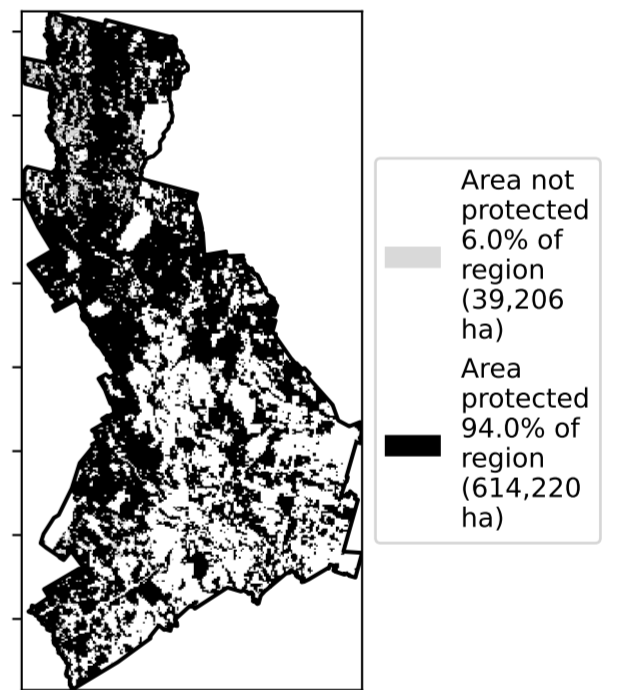 Area not
protected
6.0% of
region
(39,206
ha)
Area
protected
94.0% of
region
(614,220
ha)